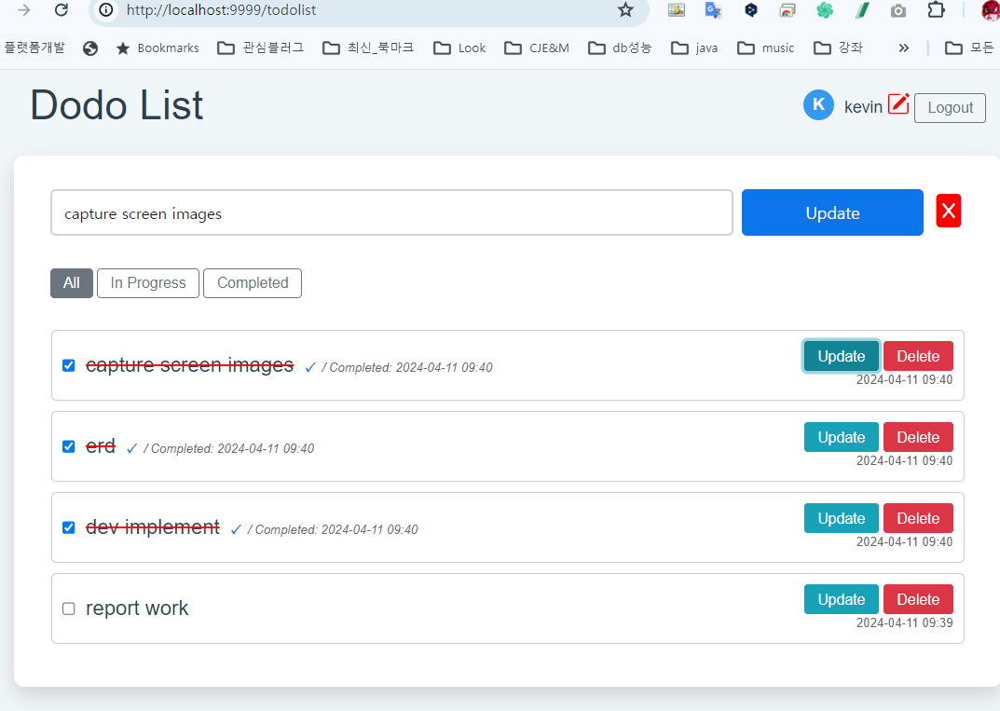 http://localhost:9999/todolist
플랫폼개발 Bookmarks 관심블러그 최신_북마크 Look CJE&M db성능 java music 강좌 » 모든
Dodo List
K kevin Logout
capture screen images Update X
All In Progress Completed
capture screen images ✓ / Completed: 2024-04-11 09:40 Update Delete
2024-04-11 09:40
erd ✓ / Completed: 2024-04-11 09:40 Update Delete
2024-04-11 09:40
dev implement ✓ / Completed: 2024-04-11 09:40 Update Delete
2024-04-11 09:40
report work Update Delete
2024-04-11 09:39